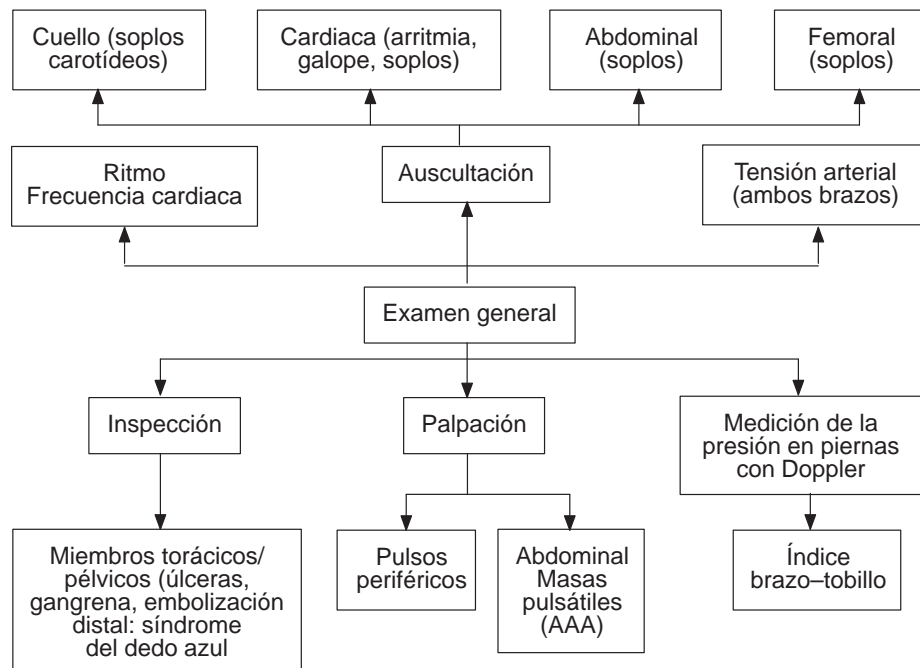 Cuello (soplos
carotídeos)
Cardiaca (arritmia,
galope, soplos)
Abdominal
(soplos)
Femoral
(soplos)
Ritmo
Frecuencia cardiaca
Auscultación
Tensión arterial
(ambos brazos)
Examen general
Inspección
Palpación
Medición de la
presión en piernas
con Doppler
Miembros torácicos/
pélvicos (úlceras,
gangrena, embolización
distal: síndrome
del dedo azul
Pulsos
periféricos
Abdominal
Masas
pulsátiles
(AAA)
Índice
brazo–tobillo